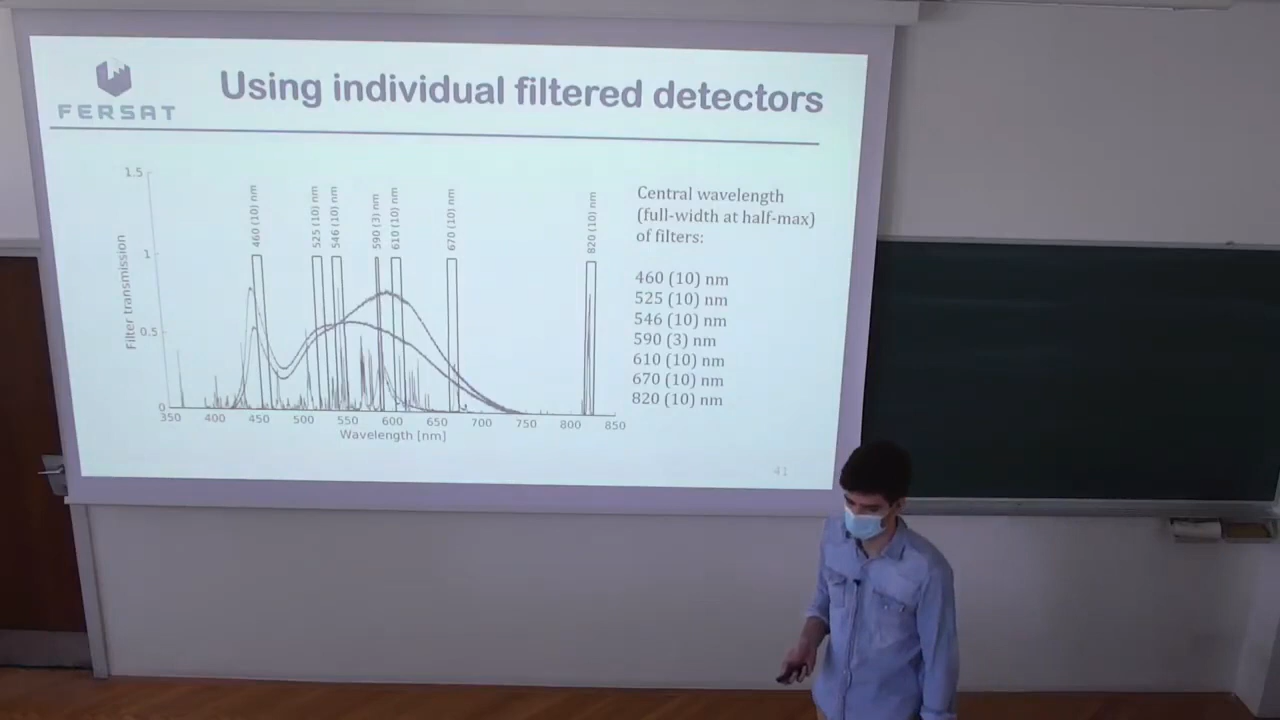 FERSAT
Using individual filtered detectors
1.5
1
0.5
0
Filter transmission
460 (10) nm
525 (10) nm
546 (10) nm
590 (3) nm
610 (10) nm
670 (10) nm
820 (10) nm
350 400 450 500 550 600 650 700 750 800 850
Wavelength [nm]
Central wavelength
(full-width at half-max)
of filters:
460 (10) nm
525 (10) nm
546 (10) nm
590 (3) nm
610 (10) nm
670 (10) nm
820 (10) nm
41